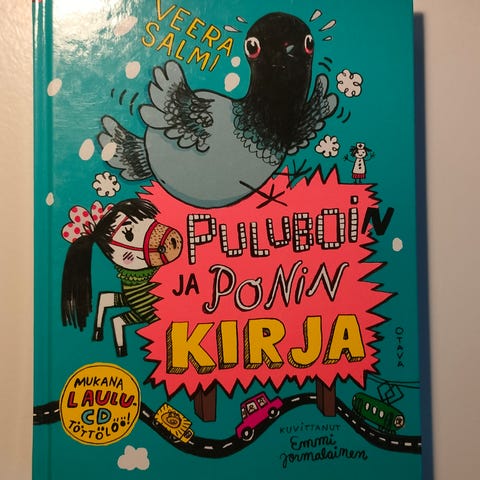 VEERA
SALMI
PULUBOIN
JA PONIN
KIRJA
OTAVA
MUKANA
LAULU-
CD
TÖTTÖLÖÖ!
KUVITTANUT
Emmi
Jormalainen